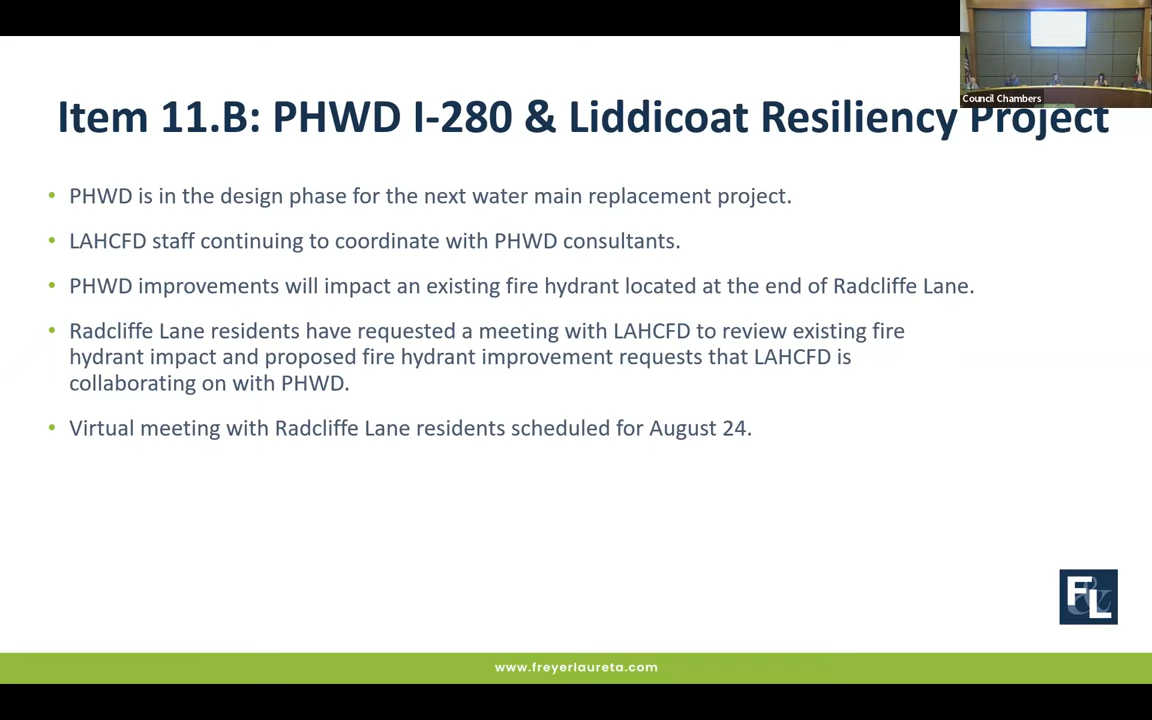 Council Chambers
Item 11.B: PHWD I-280 & Liddicoat Resiliency Project
• PHWD is in the design phase for the next water main replacement project.
• LAHCFD staff continuing to coordinate with PHWD consultants.
• PHWD improvements will impact an existing fire hydrant located at the end of Radcliffe Lane.
• Radcliffe Lane residents have requested a meeting with LAHCFD to review existing fire
hydrant impact and proposed fire hydrant improvement requests that LAHCFD is
collaborating on with PHWD.
• Virtual meeting with Radcliffe Lane residents scheduled for August 24.
F&L
www.freyerlaureta.com